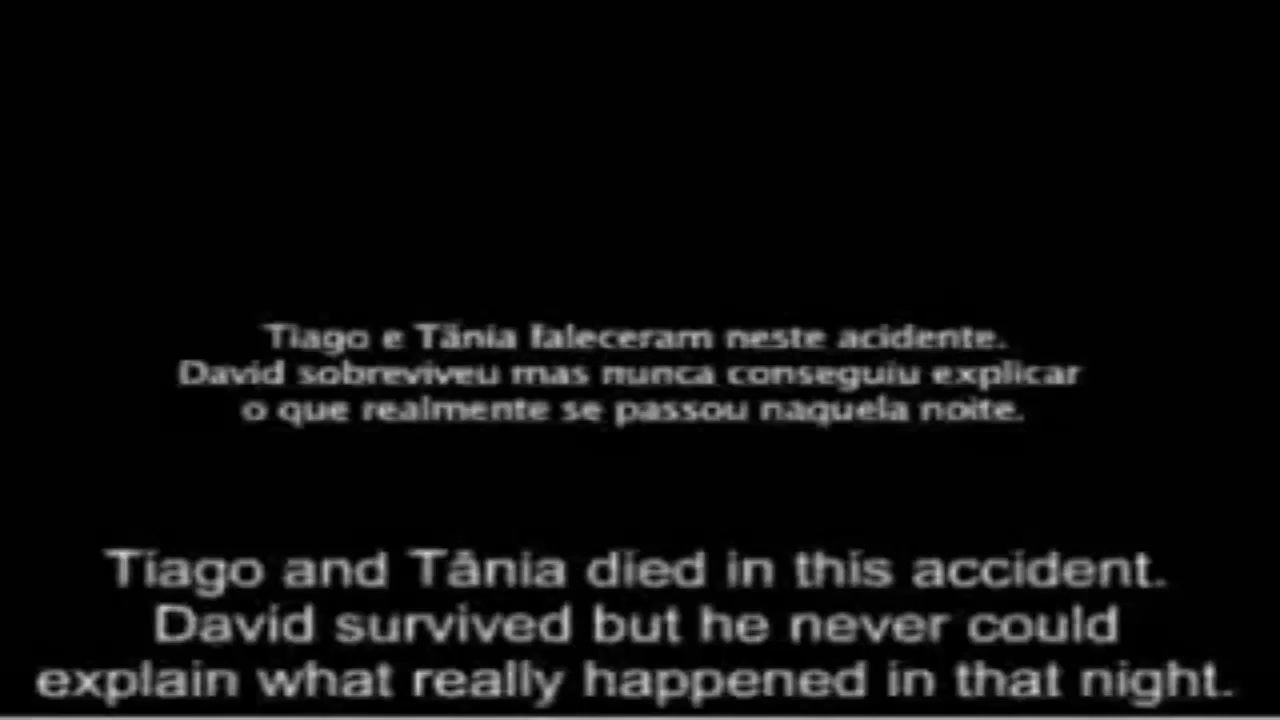 Tiago e Tânia faleceram neste acidente.
David sobreviveu mas nunca conseguiu explicar
o que realmente se passou naquela noite.
Tiago and Tânia died in this accident.
David survived but he never could
explain what really happened in that night.